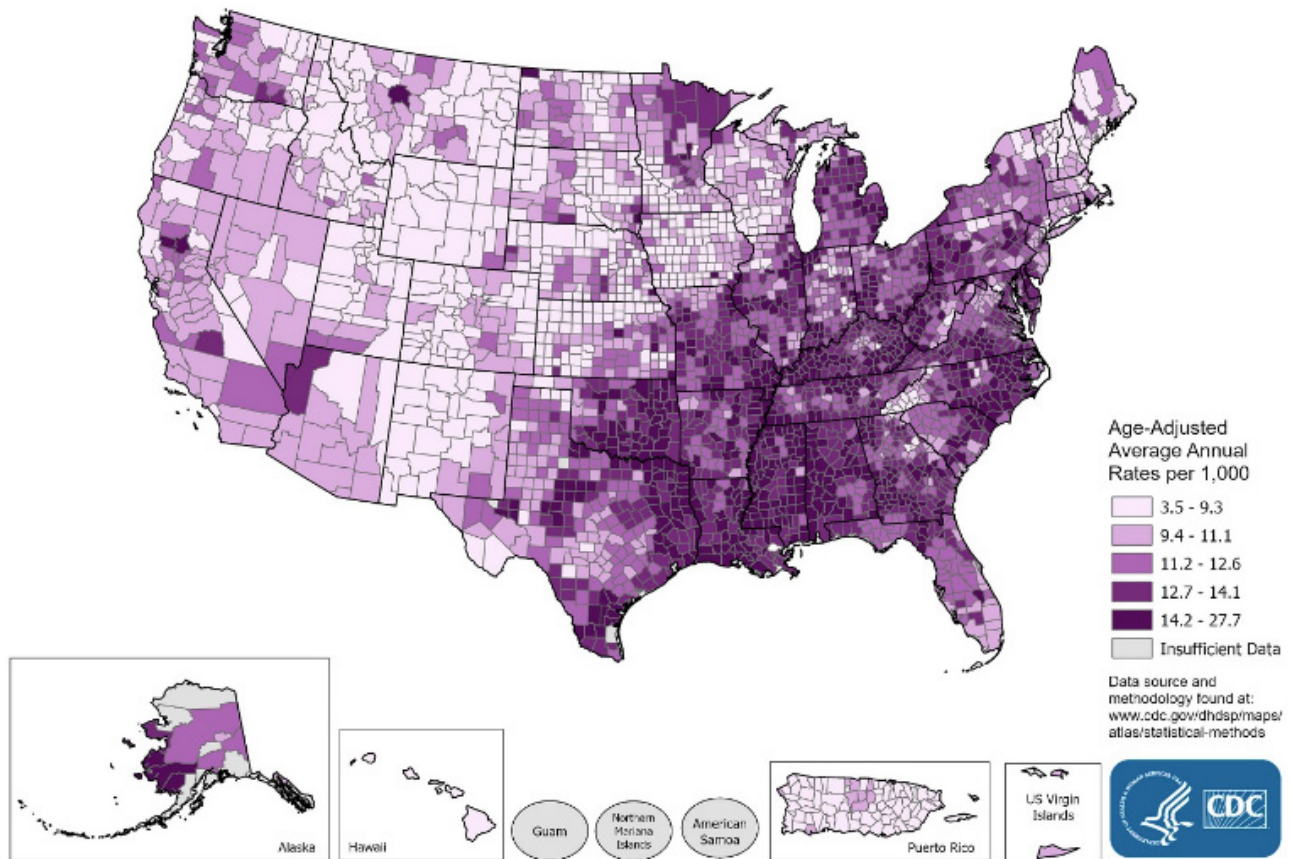 Age-Adjusted
Average Annual
Rates per 1,000
3.5 - 9.3
9.4 - 11.1
11.2 - 12.6
12.7 - 14.1
14.2 - 27.7
Insufficient Data
Data source and
methodology found at:
www.cdc.gov/dhdsp/maps/
atlas/statistical-methods
Alaska
Hawaii
Guam
Northern
Mariana
Islands
American
Samoa
Puerto Rico
US Virgin
Islands
CDC